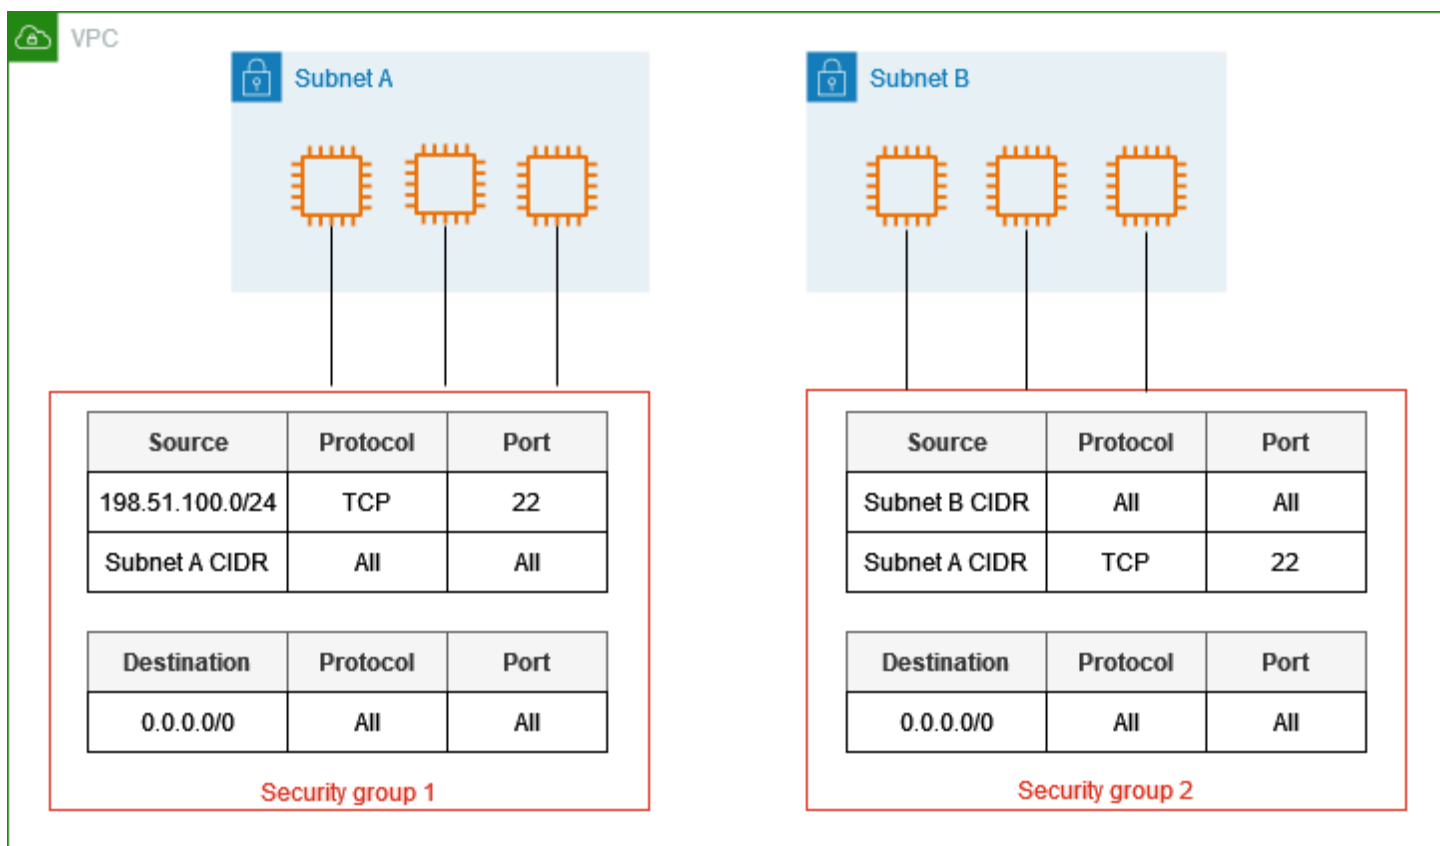 VPC
Subnet A
Subnet B
Source Protocol Port
198.51.100.0/24 TCP 22
Subnet A CIDR All All
Destination Protocol Port
0.0.0.0/0 All All
Security group 1
Source Protocol Port
Subnet B CIDR All All
Subnet A CIDR TCP 22
Destination Protocol Port
0.0.0.0/0 All All
Security group 2